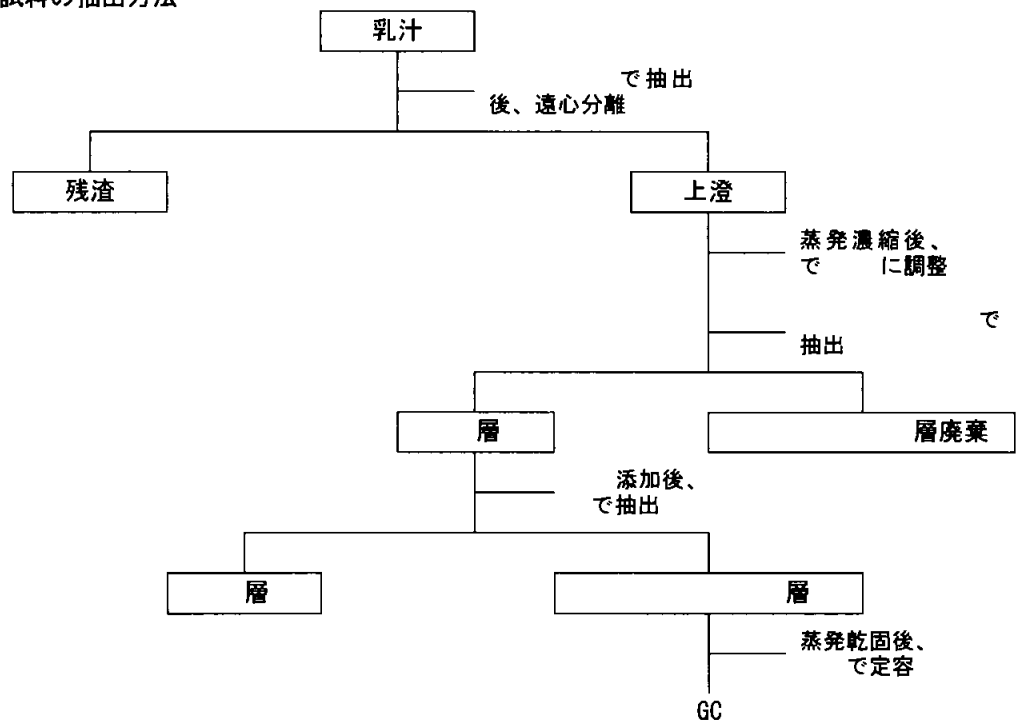 試料の抽出方法
乳汁
で抽出
後、遠心分離
残渣
上澄
蒸発濃縮後、
で に調整
で
抽出
層
層廃棄
添加後、
で抽出
層
層
蒸発乾固後、
で定容
GC